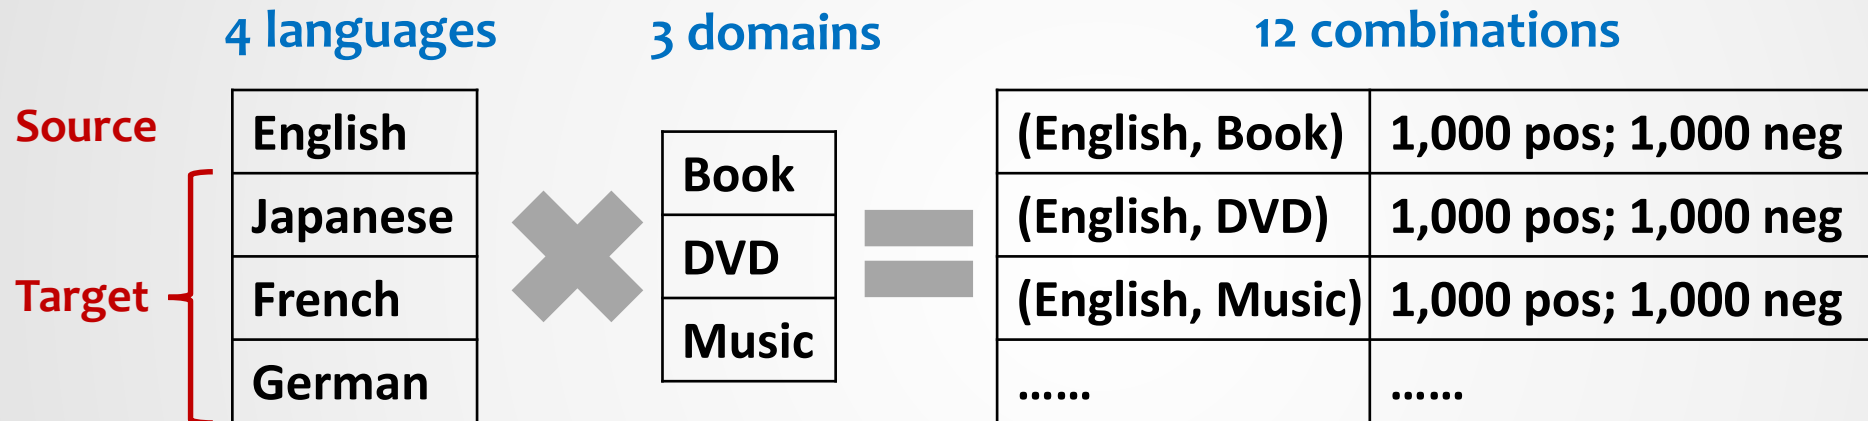 4 languages
3 domains
12 combinations
Source
Target
English
Japanese
French
German
Book
DVD
Music
(English, Book) 1,000 pos; 1,000 neg
(English, DVD) 1,000 pos; 1,000 neg
(English, Music) 1,000 pos; 1,000 neg
...... ......